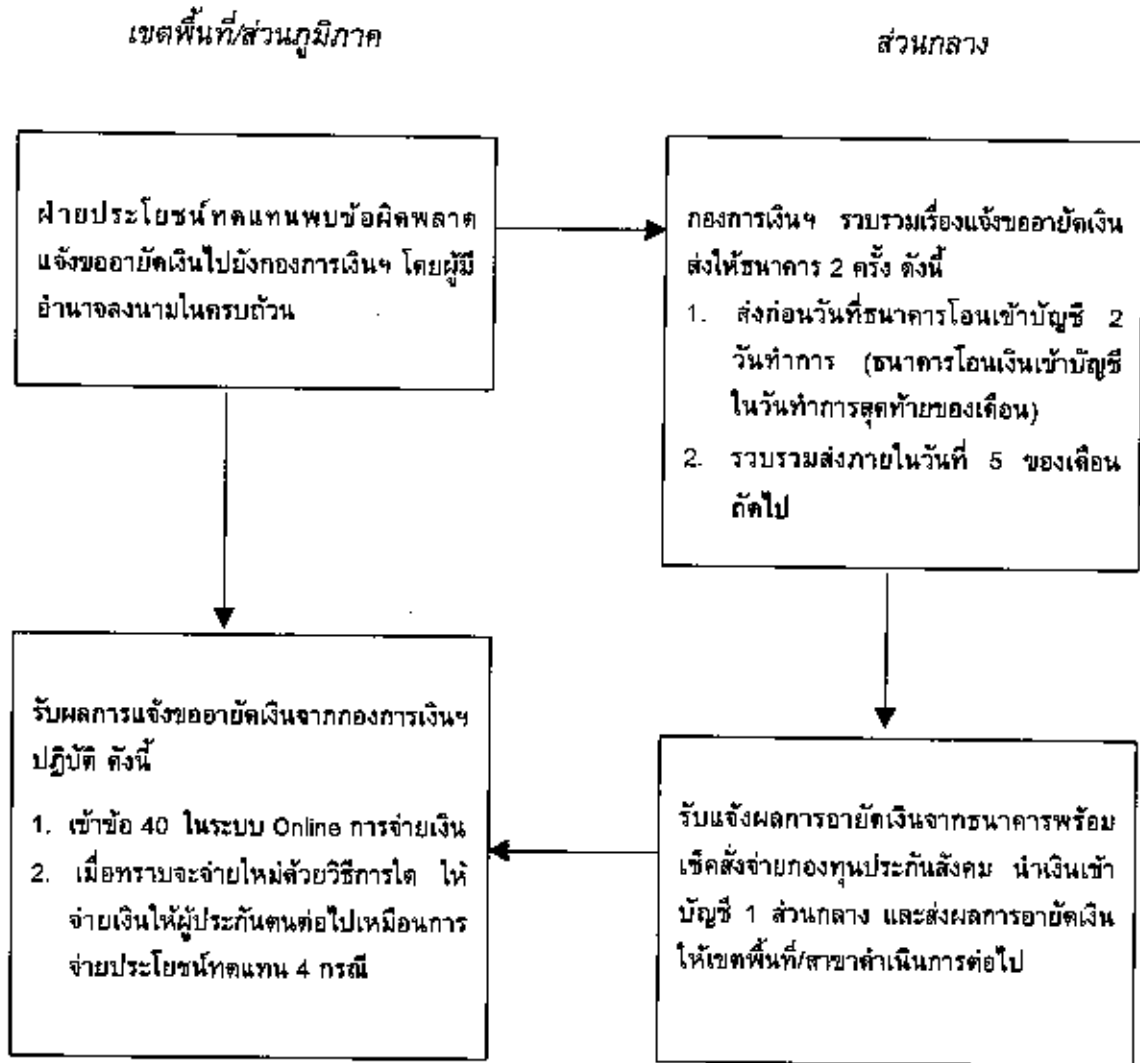 เขตพื้นที่/ส่วนภูมิภาค
ส่วนกลาง
ฝ่ายประโยชน์ทดแทนพบข้อผิดพลาด
แจ้งขออายัดเงินไปยังกองการเงินฯ โดยผู้มี
อำนาจลงนามในครบถ้วน
กองการเงินฯ รวบรวมเรื่องแจ้งขออายัดเงิน
ส่งให้ธนาคาร 2 ครั้ง ดังนี้
1. ส่งก่อนวันที่ธนาคารโอนเข้าบัญชี 2
วันทำการ (ธนาคารโอนเงินเข้าบัญชี
ในวันทำการสุดท้ายของเดือน)
2. รวบรวมส่งภายในวันที่ 5 ของเดือน
ถัดไป
รับผลการแจ้งขออายัดเงินจากกองการเงินฯ
ปฏิบัติ ดังนี้
1. เข้าข้อ 40 ในระบบ Online การจ่ายเงิน
2. เมื่อทราบจะจ่ายใหม่ด้วยวิธีการใด ให้
จ่ายเงินให้ผู้ประกันตนต่อไปเหมือนการ
จ่ายประโยชน์ทดแทน 4 กรณี
รับแจ้งผลการอายัดเงินจากธนาคารพร้อม
เช็คสั่งจ่ายกองทุนประกันสังคม นำเงินเข้า
บัญชี 1 ส่วนกลาง และส่งผลการอายัดเงิน
ให้เขตพื้นที่/สาขาดำเนินการต่อไป